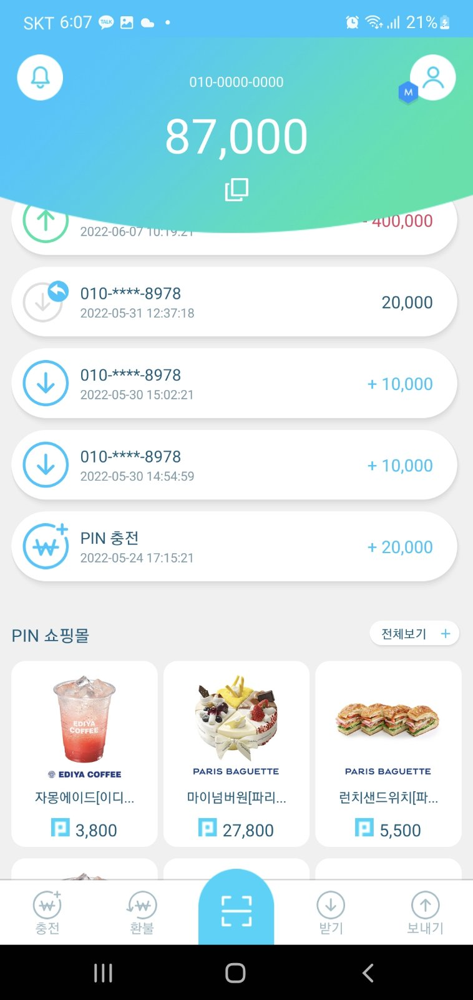 SKT 6:07 TALK 21%
010-0000-0000
M
87,000
2022-06-07 10:19:21
- 400,000
010-****-8978
2022-05-31 12:37:18
20,000
010-****-8978
2022-05-30 15:02:21
+ 10,000
010-****-8978
2022-05-30 14:54:59
+ 10,000
PIN 충전
2022-05-24 17:15:21
+ 20,000
PIN 쇼핑몰
전체보기 +
EDIYA
COFFEE
EDIYA COFFEE
자몽에이드[이디...
3,800
PARIS BAGUETTE
마이넘버원[파리...
27,800
PARIS BAGUETTE
런치샌드위치[파...
5,500
충전
환불
받기
보내기